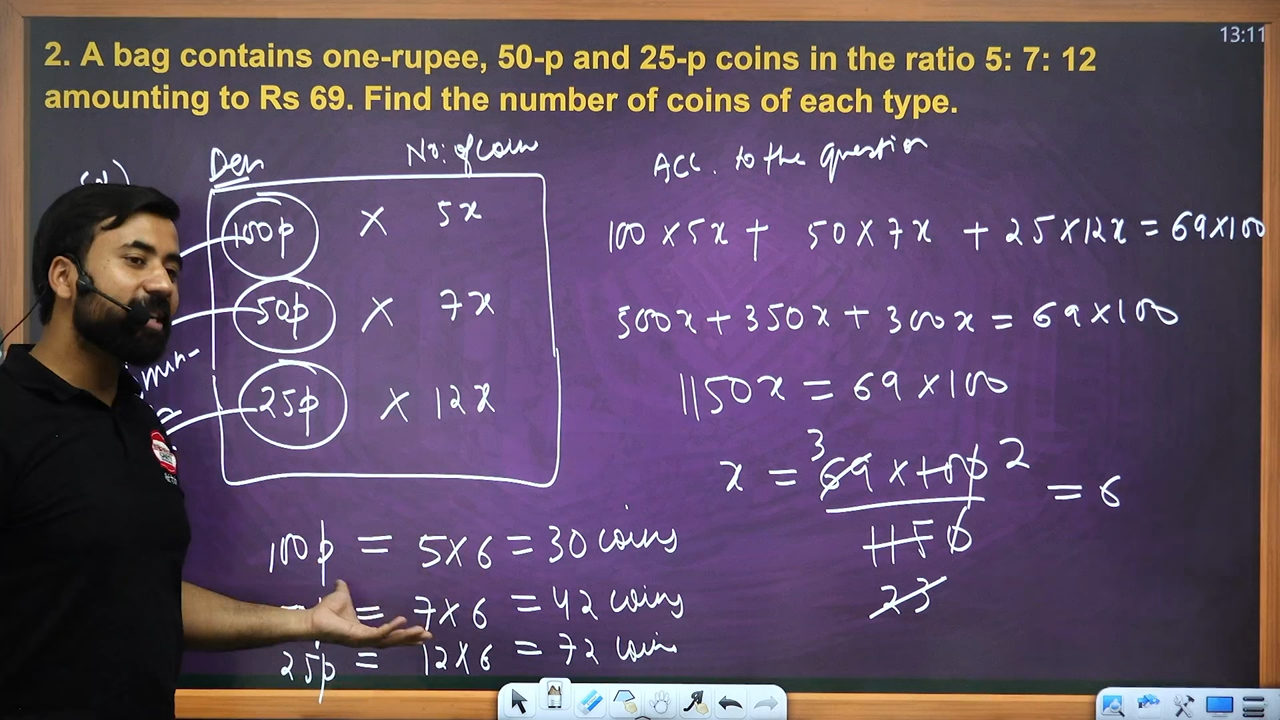 13:11
2. A bag contains one-rupee, 50-p and 25-p coins in the ratio 5: 7: 12
amounting to Rs 69. Find the number of coins of each type.
Den No: of coins
100p × 5x
50p × 7x
25p × 12x
Acc. to the question
100×5x + 50×7x + 25×12x = 69×100
500x + 350x + 300x = 69×100
1150x = 69×100
x = 3 69×100 2 = 6
1150
23
100p = 5×6 = 30 coins
= 7×6 = 42 coins
25p = 12×6 = 72 coins